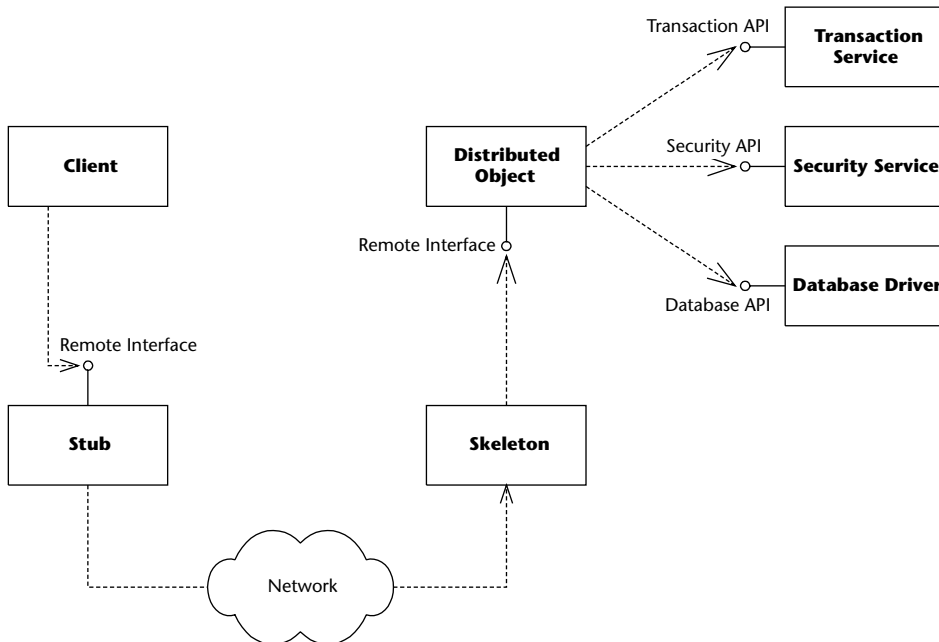 Transaction API
Transaction
Service
Client
Distributed
Object
Security API
Security Service
Remote Interface
Database API
Database Driver
Remote Interface
Stub
Skeleton
Network